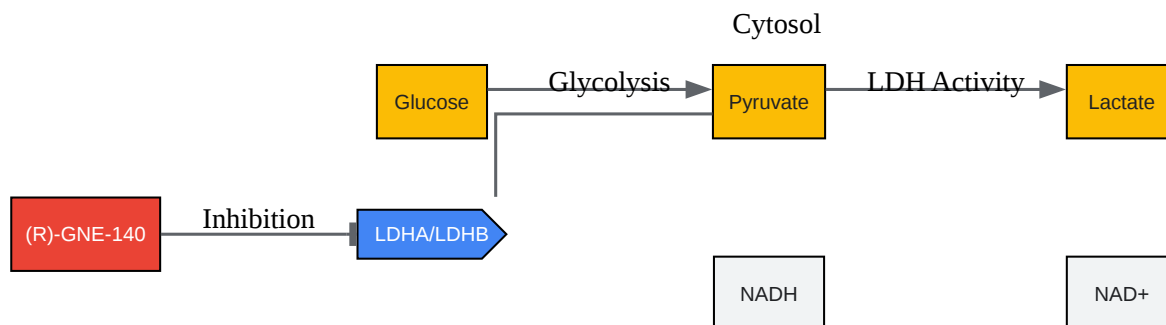 Cytosol
Glucose
Glycolysis
Pyruvate
LDH Activity
Lactate
(R)-GNE-140
Inhibition
LDHA/LDHB
NADH
NAD+